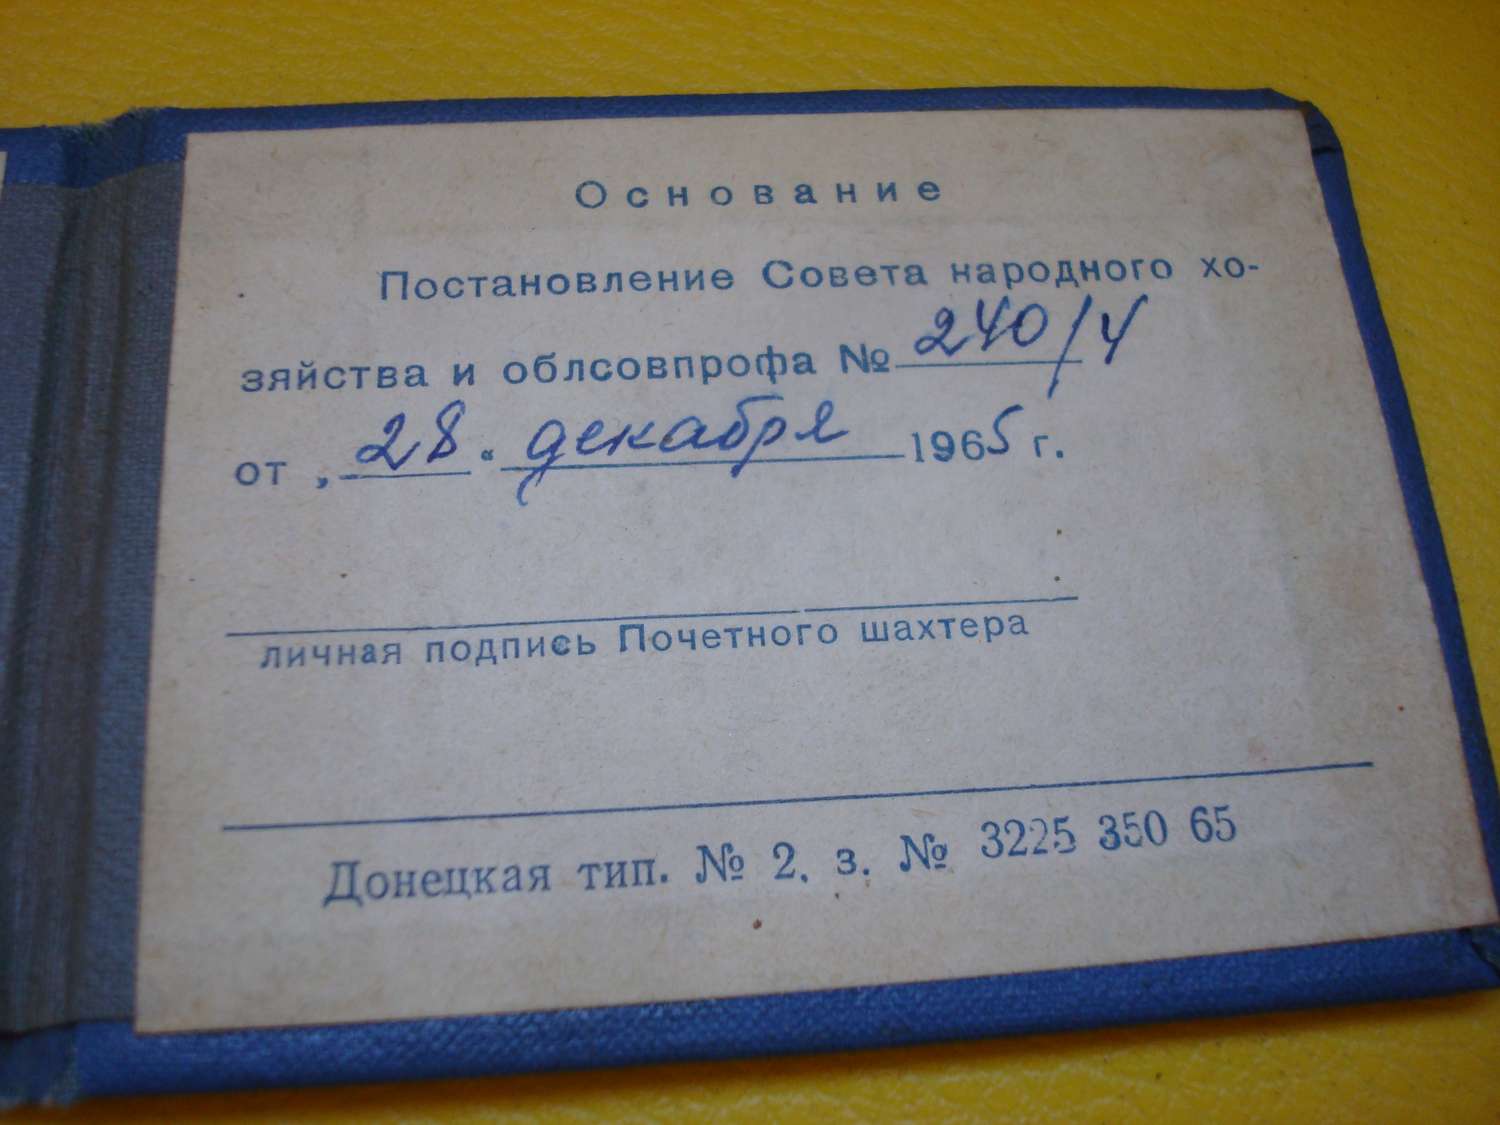 Основание
Постановление Совета народного хо-
зяйства и облсовпрофа № 240/4
от „28“ декабря 1965 г.
личная подпись Почетного шахтера
Донецкая тип. № 2. з. № 3225 350 65